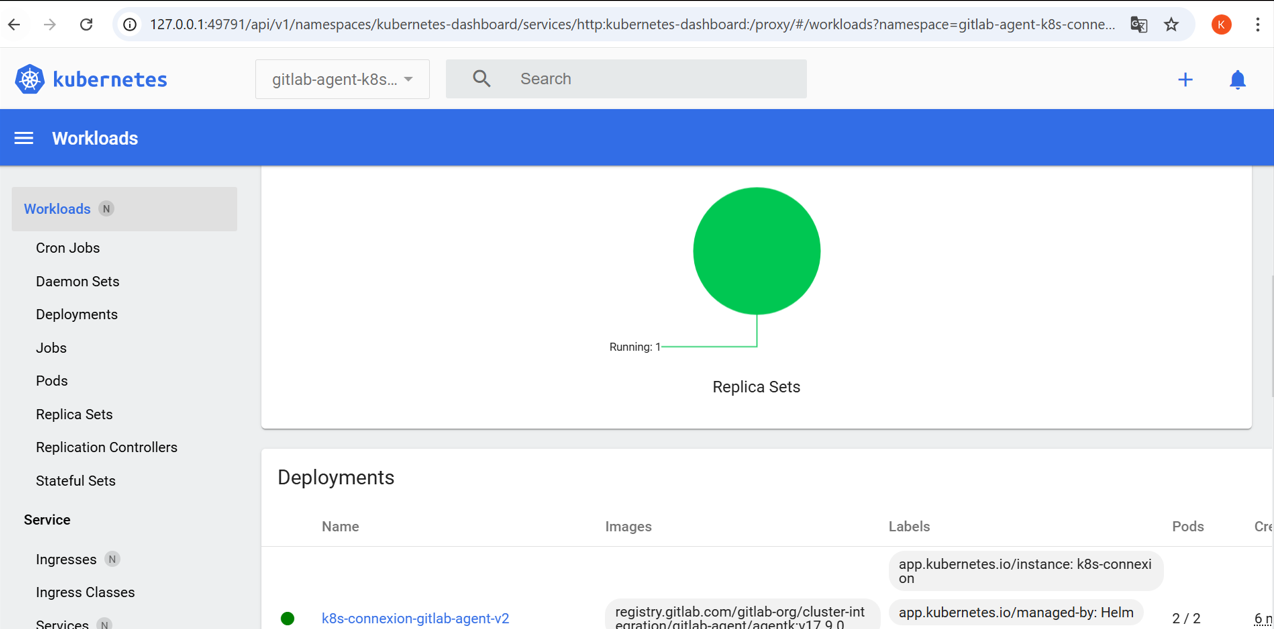 127.0.0.1:49791/api/v1/namespaces/kubernetes-dashboard/services/http:kubernetes-dashboard:/proxy/#/workloads?namespace=gitlab-agent-k8s-conne...
K
kubernetes
gitlab-agent-k8s...
Search
Workloads
Workloads N
Cron Jobs
Daemon Sets
Deployments
Jobs
Pods
Replica Sets
Replication Controllers
Stateful Sets
Service
Ingresses N
Ingress Classes
Services N
Running: 1
Replica Sets
Deployments
Name Images Labels Pods Cre
app.kubernetes.io/instance: k8s-connexi
on
k8s-connexion-gitlab-agent-v2
registry.gitlab.com/gitlab-org/cluster-int
egration/gitlab-agent/agentk:v17.9.0
app.kubernetes.io/managed-by: Helm
2 / 2
6 m